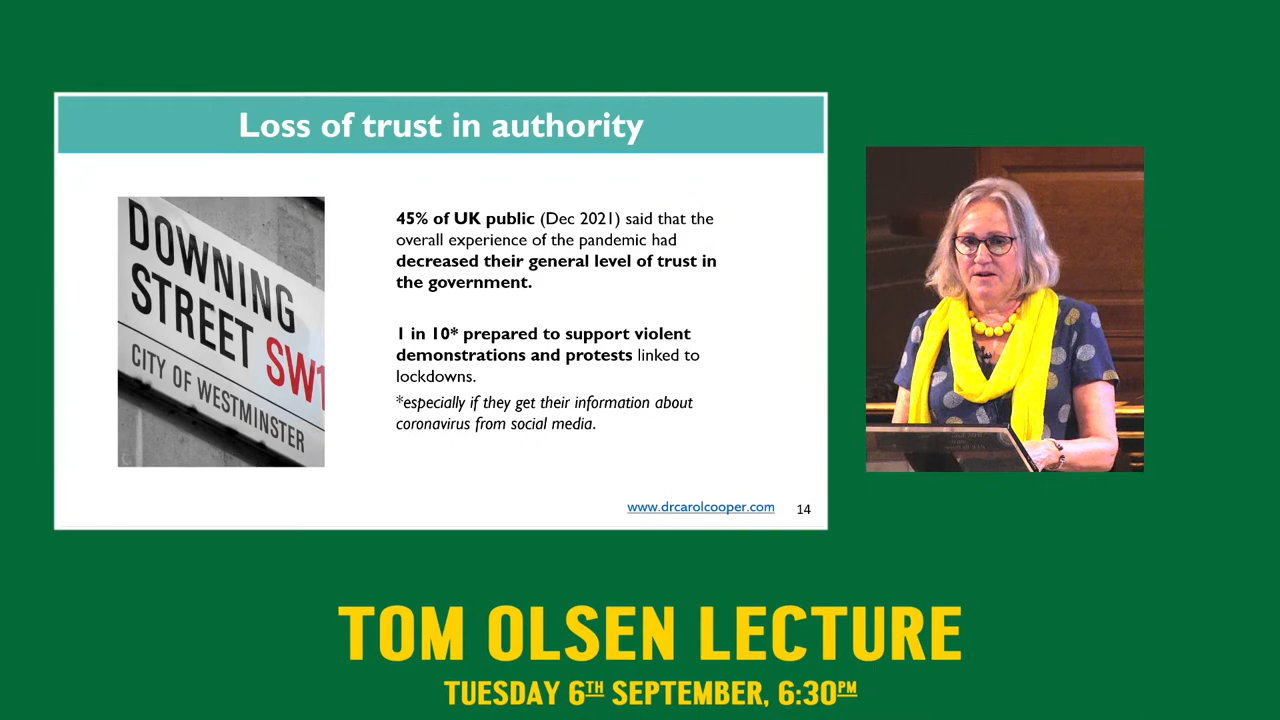 Loss of trust in authority
DOWNING
STREET SW1
CITY OF WESTMINSTER
45% of UK public (Dec 2021) said that the
overall experience of the pandemic had
decreased their general level of trust in
the government.
1 in 10* prepared to support violent
demonstrations and protests linked to
lockdowns.
*especially if they get their information about
coronavirus from social media.
www.drcarolcooper.com 14
TOM OLSEN LECTURE
TUESDAY 6TH SEPTEMBER, 6:30PM